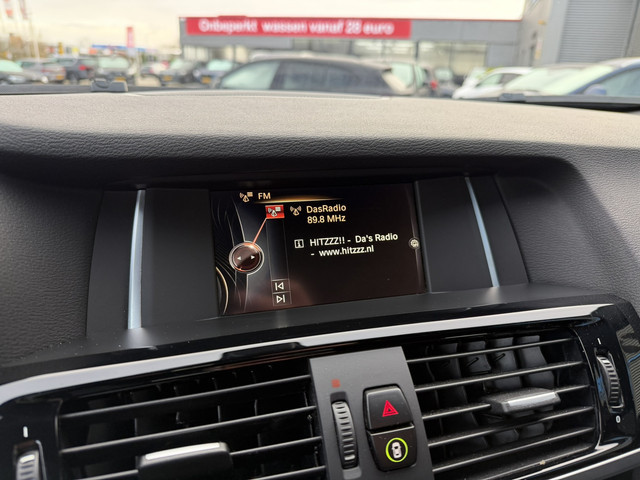 Onbeperkt wassen vanaf 28 euro
FM
DasRadio
89.8 MHz
HITZZZ!! - Da's Radio
- www.hitzzz.nl